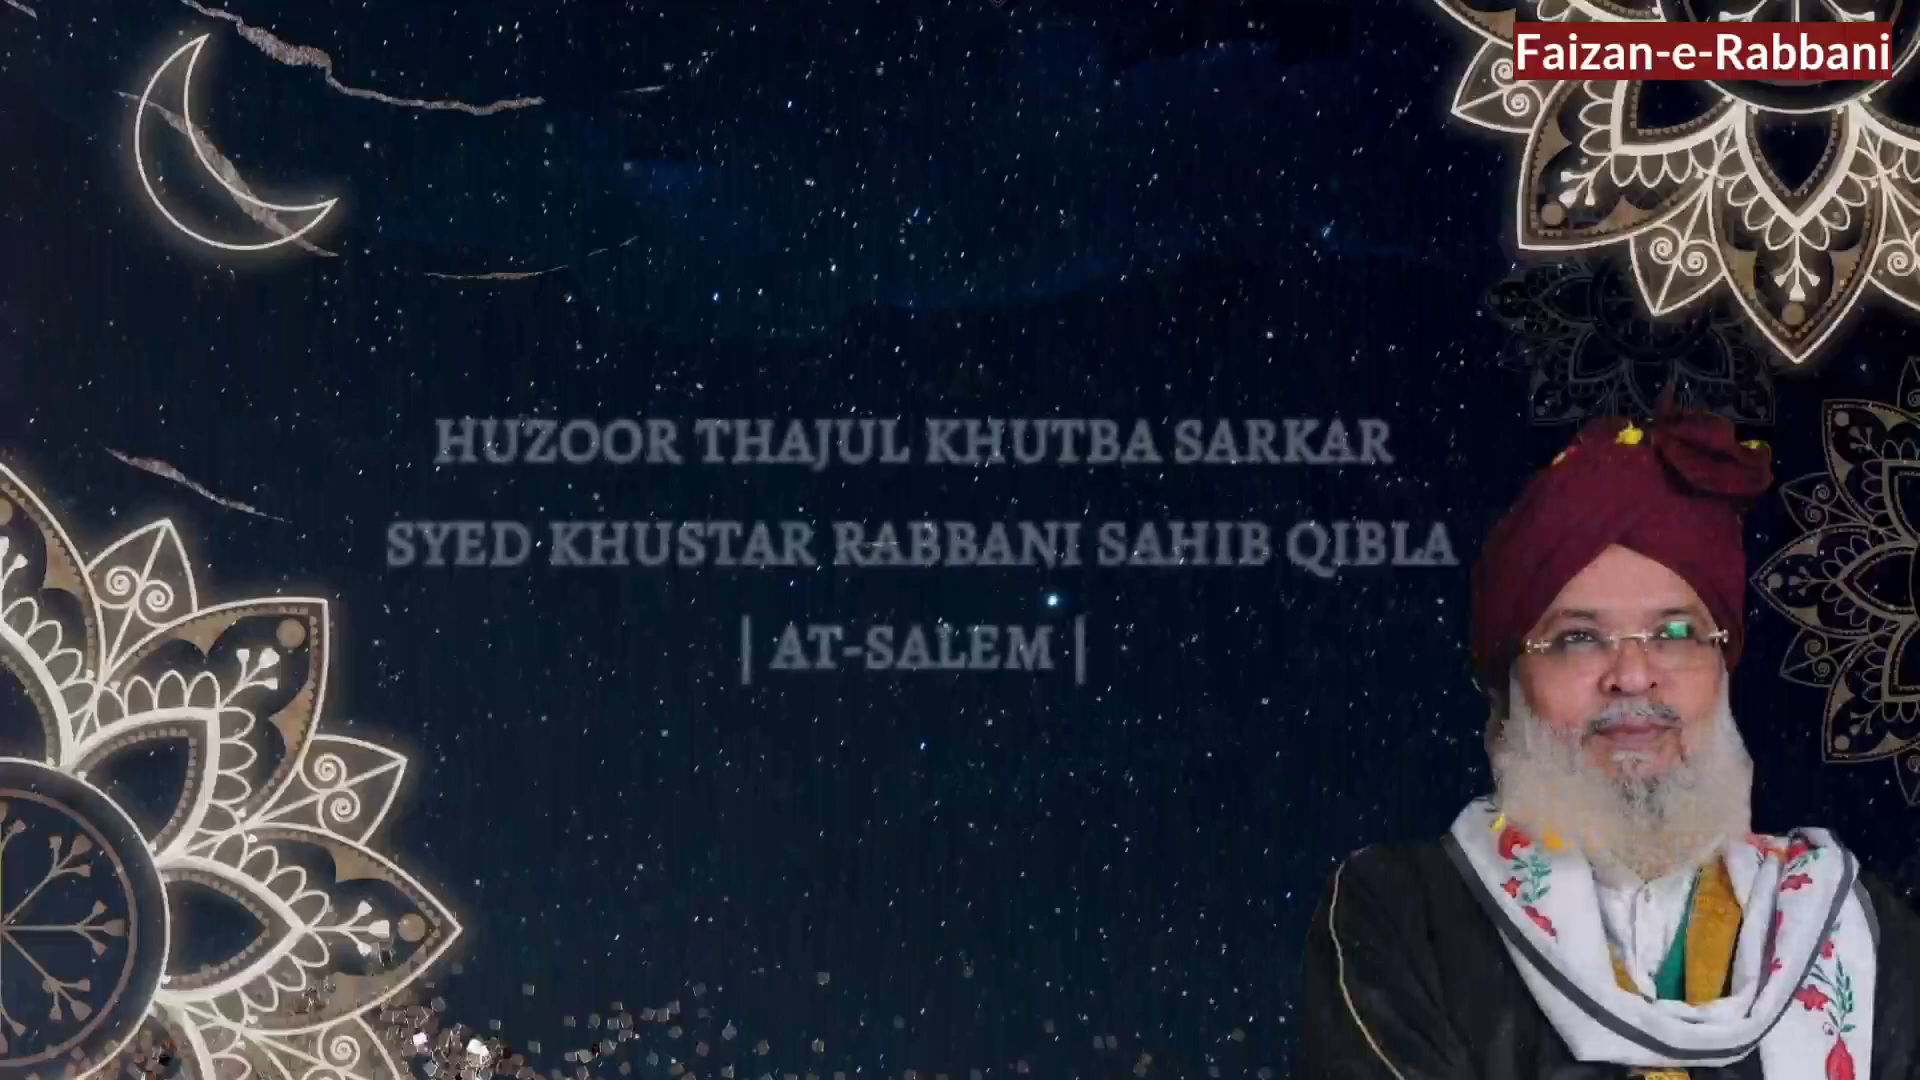 Faizan-e-Rabbani
HUZOOR THAJUL KHUTBA SARKAR
SYED KHUSTAR RABBANI SAHIB QIBLA
| AT-SALEM |